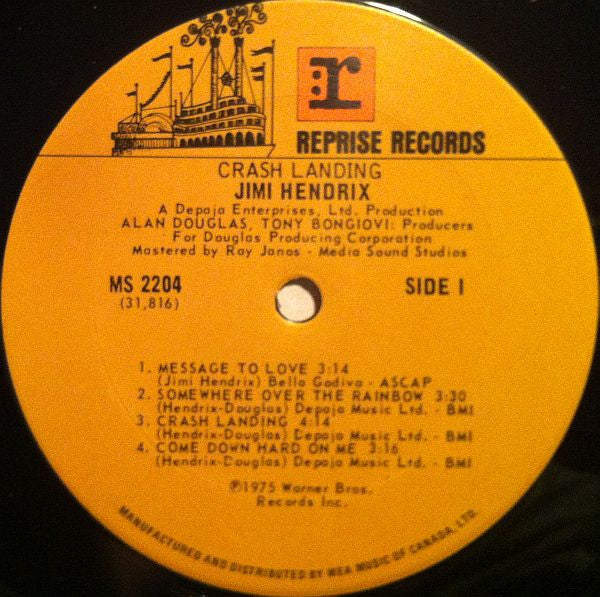 :r
REPRISE RECORDS
CRASH LANDING
JIMI HENDRIX
A Depaja Enterprises, Ltd. Production
ALAN DOUGLAS, TONY BONGIOVI: Producers
For Douglas Producing Corporation
Mastered by Ray Janos - Media Sound Studios
MS 2204
(31,816)
SIDE 1
1. MESSAGE TO LOVE 3:14
(Jimi Hendrix) Bella Godiva - ASCAP
2. SOMEWHERE OVER THE RAINBOW 3:30
(Hendrix-Douglas) Depaja Music Ltd. - BMI
3. CRASH LANDING 4:14
(Hendrix-Douglas) Depaja Music Ltd. - BMI
4. COME DOWN HARD ON ME 3:16
(Hendrix-Douglas) Depaja Music Ltd. - BMI
℗1975 Warner Bros.
Records Inc.
MANUFACTURED AND DISTRIBUTED BY WEA MUSIC OF CANADA, LTD.